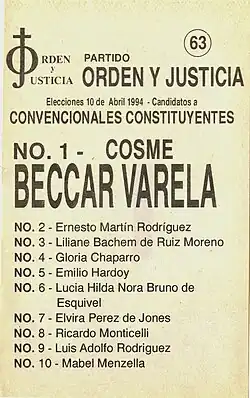 63
ORDEN
y
JUSTICIA
PARTIDO
ORDEN Y JUSTICIA
Elecciones 10 de Abril 1994 - Candidatos a
CONVENCIONALES CONSTITUYENTES
NO. 1 - COSME
BECCAR VARELA
NO. 2 - Ernesto Martín Rodríguez
NO. 3 - Liliane Bachem de Ruiz Moreno
NO. 4 - Gloria Chaparro
NO. 5 - Emilio Hardoy
NO. 6 - Lucia Hilda Nora Bruno de
Esquivel
NO. 7 - Elvira Perez de Jones
NO. 8 - Ricardo Monticelli
NO. 9 - Luis Adolfo Rodriguez
NO. 10 - Mabel Menzella